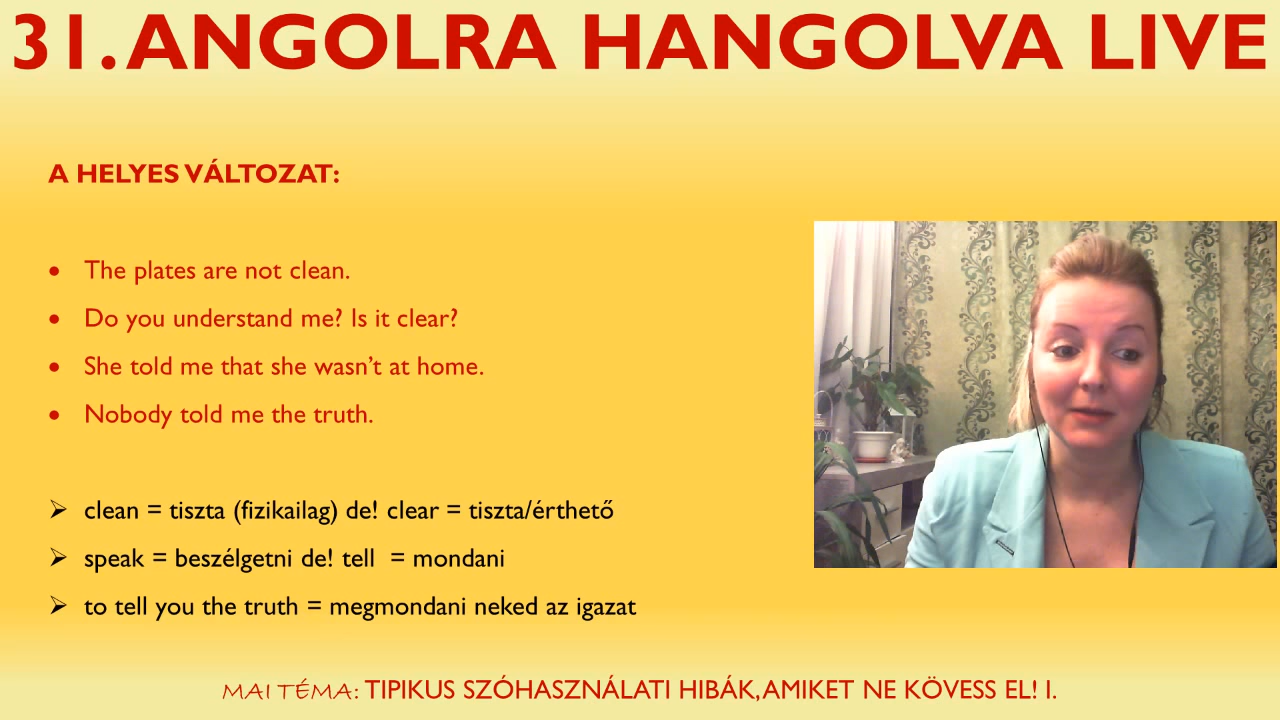 31. ANGOLRA HANGOLVA LIVE
A HELYES VÁLTOZAT:
• The plates are not clean.
• Do you understand me? Is it clear?
• She told me that she wasn't at home.
• Nobody told me the truth.
➢ clean = tiszta (fizikailag) de! clear = tiszta/érthető
➢ speak = beszélgetni de! tell = mondani
➢ to tell you the truth = megmondani neked az igazat
MAI TÉMA: TIPIKUS SZÓHASZNÁLATI HIBÁK, AMIKET NE KÖVESS EL! I.